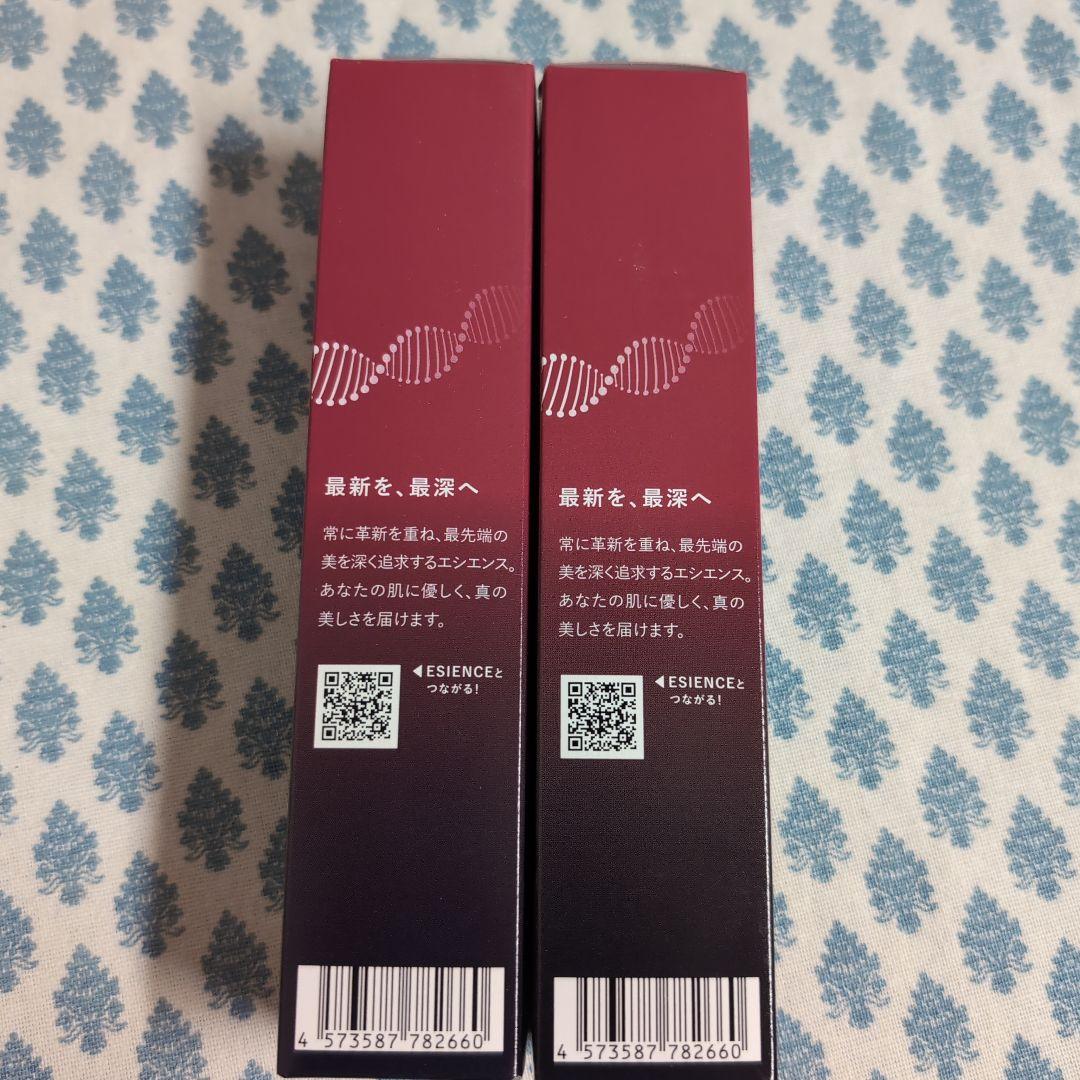 最新を、最深へ
常に革新を重ね、最先端の
美を深く追求するエシエンス。
あなたの肌に優しく、真の
美しさを届けます。
◀ESIENCEと
つながる!
4 573587 782660
最新を、最深へ
常に革新を重ね、最先端の
美を深く追求するエシエンス。
あなたの肌に優しく、真の
美しさを届けます。
◀ESIENCEと
つながる!
4 573587 782660